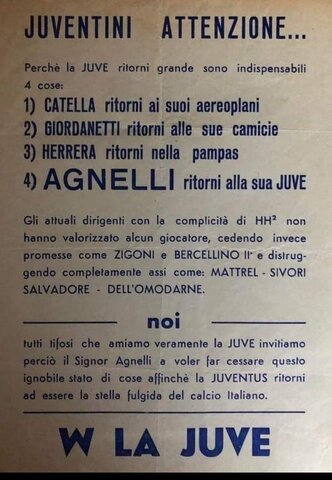 JUVENTINI ATTENZIONE...
Perchè la JUVE ritorni grande sono indispensabili
4 cose:
1) CATELLA ritorni ai suoi aereoplani
2) GIORDANETTI ritorni alle sue camicie
3) HERRERA ritorni nella pampas
4) AGNELLI ritorni alla sua JUVE
Gli attuali dirigenti con la complicità di HH² non
hanno valorizzato alcun giocatore, cedendo invece
promesse come ZIGONI e BERCELLINO II° e distrug-
gendo completamente assi come: MATTREL - SIVORI
SALVADORE - DELL'OMODARNE.
noi
tutti tifosi che amiamo veramente la JUVE invitiamo
perciò il Signor Agnelli a voler far cessare questo
ignobile stato di cose affinchè la JUVENTUS ritorni
ad essere la stella fulgida del calcio Italiano.
W LA JUVE